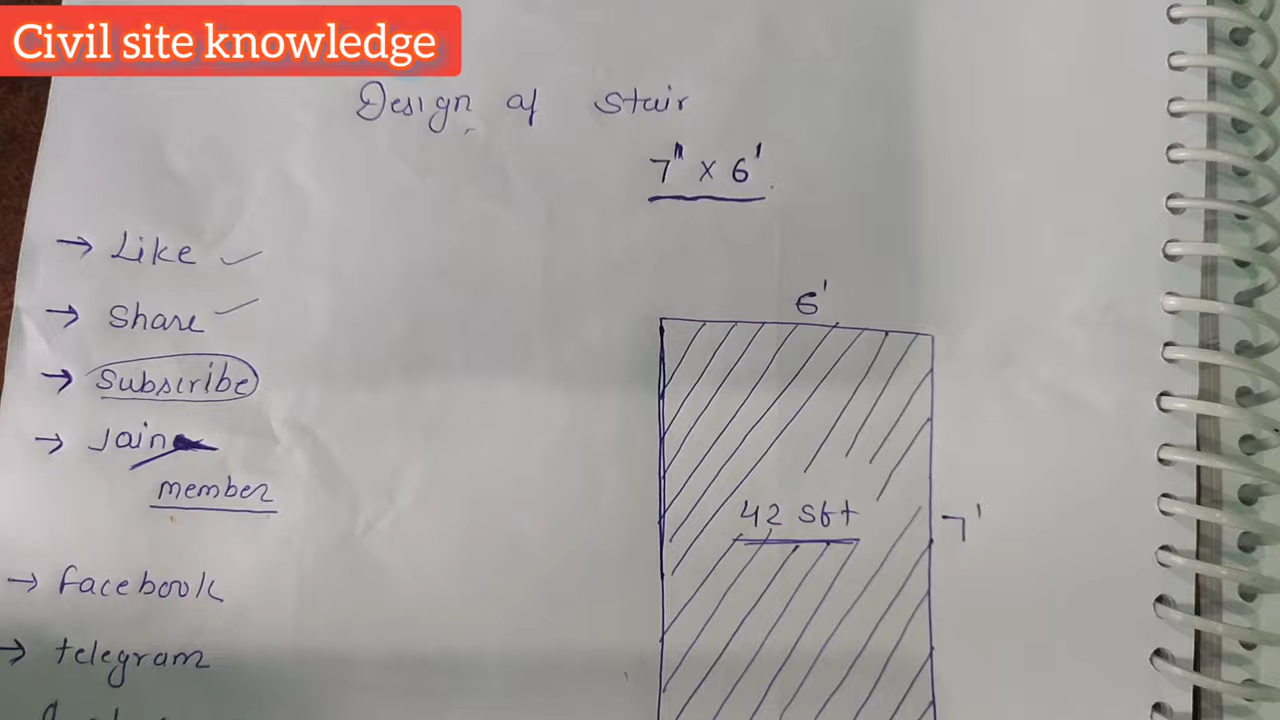 Civil site knowledge
Design of Stair
7" x 6'
→ Like ✓
→ Share ✓
→ Subscribe
→ Join
member
→ facebook
→ telegram
6'
42 sft
7'